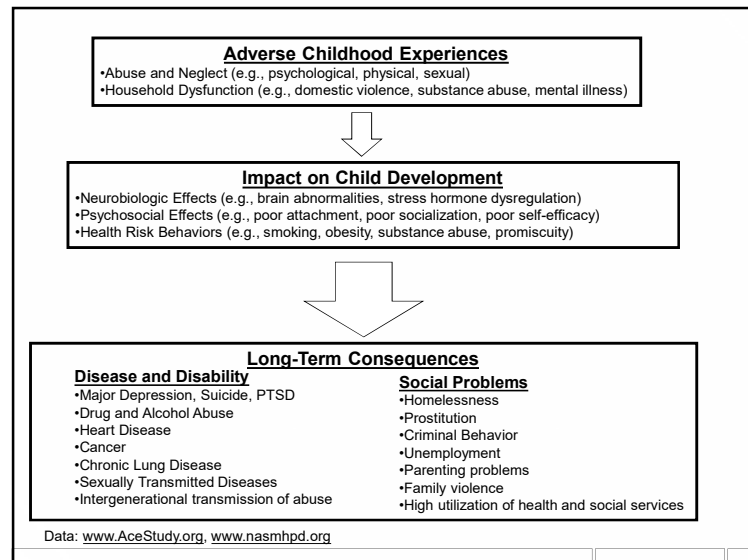 Adverse Childhood Experiences
•Abuse and Neglect (e.g., psychological, physical, sexual)
•Household Dysfunction (e.g., domestic violence, substance abuse, mental illness)
Impact on Child Development
•Neurobiologic Effects (e.g., brain abnormalities, stress hormone dysregulation)
•Psychosocial Effects (e.g., poor attachment, poor socialization, poor self-efficacy)
•Health Risk Behaviors (e.g., smoking, obesity, substance abuse, promiscuity)
Long-Term Consequences
Disease and Disability
•Major Depression, Suicide, PTSD
•Drug and Alcohol Abuse
•Heart Disease
•Cancer
•Chronic Lung Disease
•Sexually Transmitted Diseases
•Intergenerational transmission of abuse
Social Problems
•Homelessness
•Prostitution
•Criminal Behavior
•Unemployment
•Parenting problems
•Family violence
•High utilization of health and social services
Data: www.AceStudy.org, www.nasmhpd.org